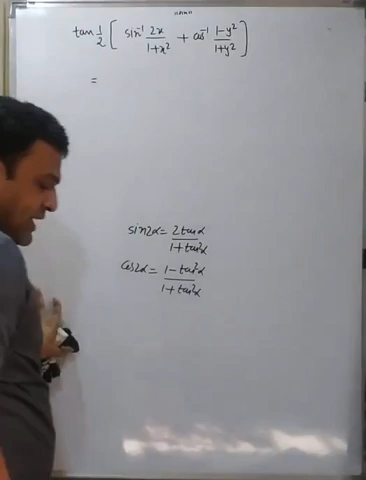 tan 1/2 [ sin⁻¹ 2x/1+x² + cos⁻¹ 1-y²/1+y² ]
=
sin2α = 2tanα/1+tan²α
cos2α = 1-tan²α/1+tan²α